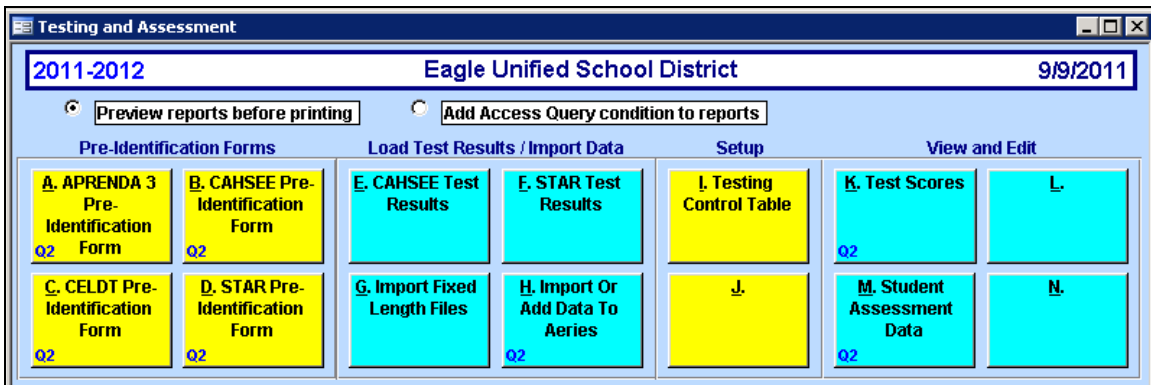 Testing and Assessment
2011-2012 Eagle Unified School District 9/9/2011
Preview reports before printing Add Access Query condition to reports
Pre-Identification Forms Load Test Results / Import Data Setup View and Edit
A. APRENDA 3
Pre-
Identification
Form
Q2
B. CAHSEE Pre-
Identification
Form
Q2
E. CAHSEE Test
Results
F. STAR Test
Results
I. Testing
Control Table
K. Test Scores
Q2
L.
C. CELDT Pre-
Identification
Form
Q2
D. STAR Pre-
Identification
Form
Q2
G. Import Fixed
Length Files
H. Import Or
Add Data To
Aeries
Q2
J.
M. Student
Assessment
Data
Q2
N.